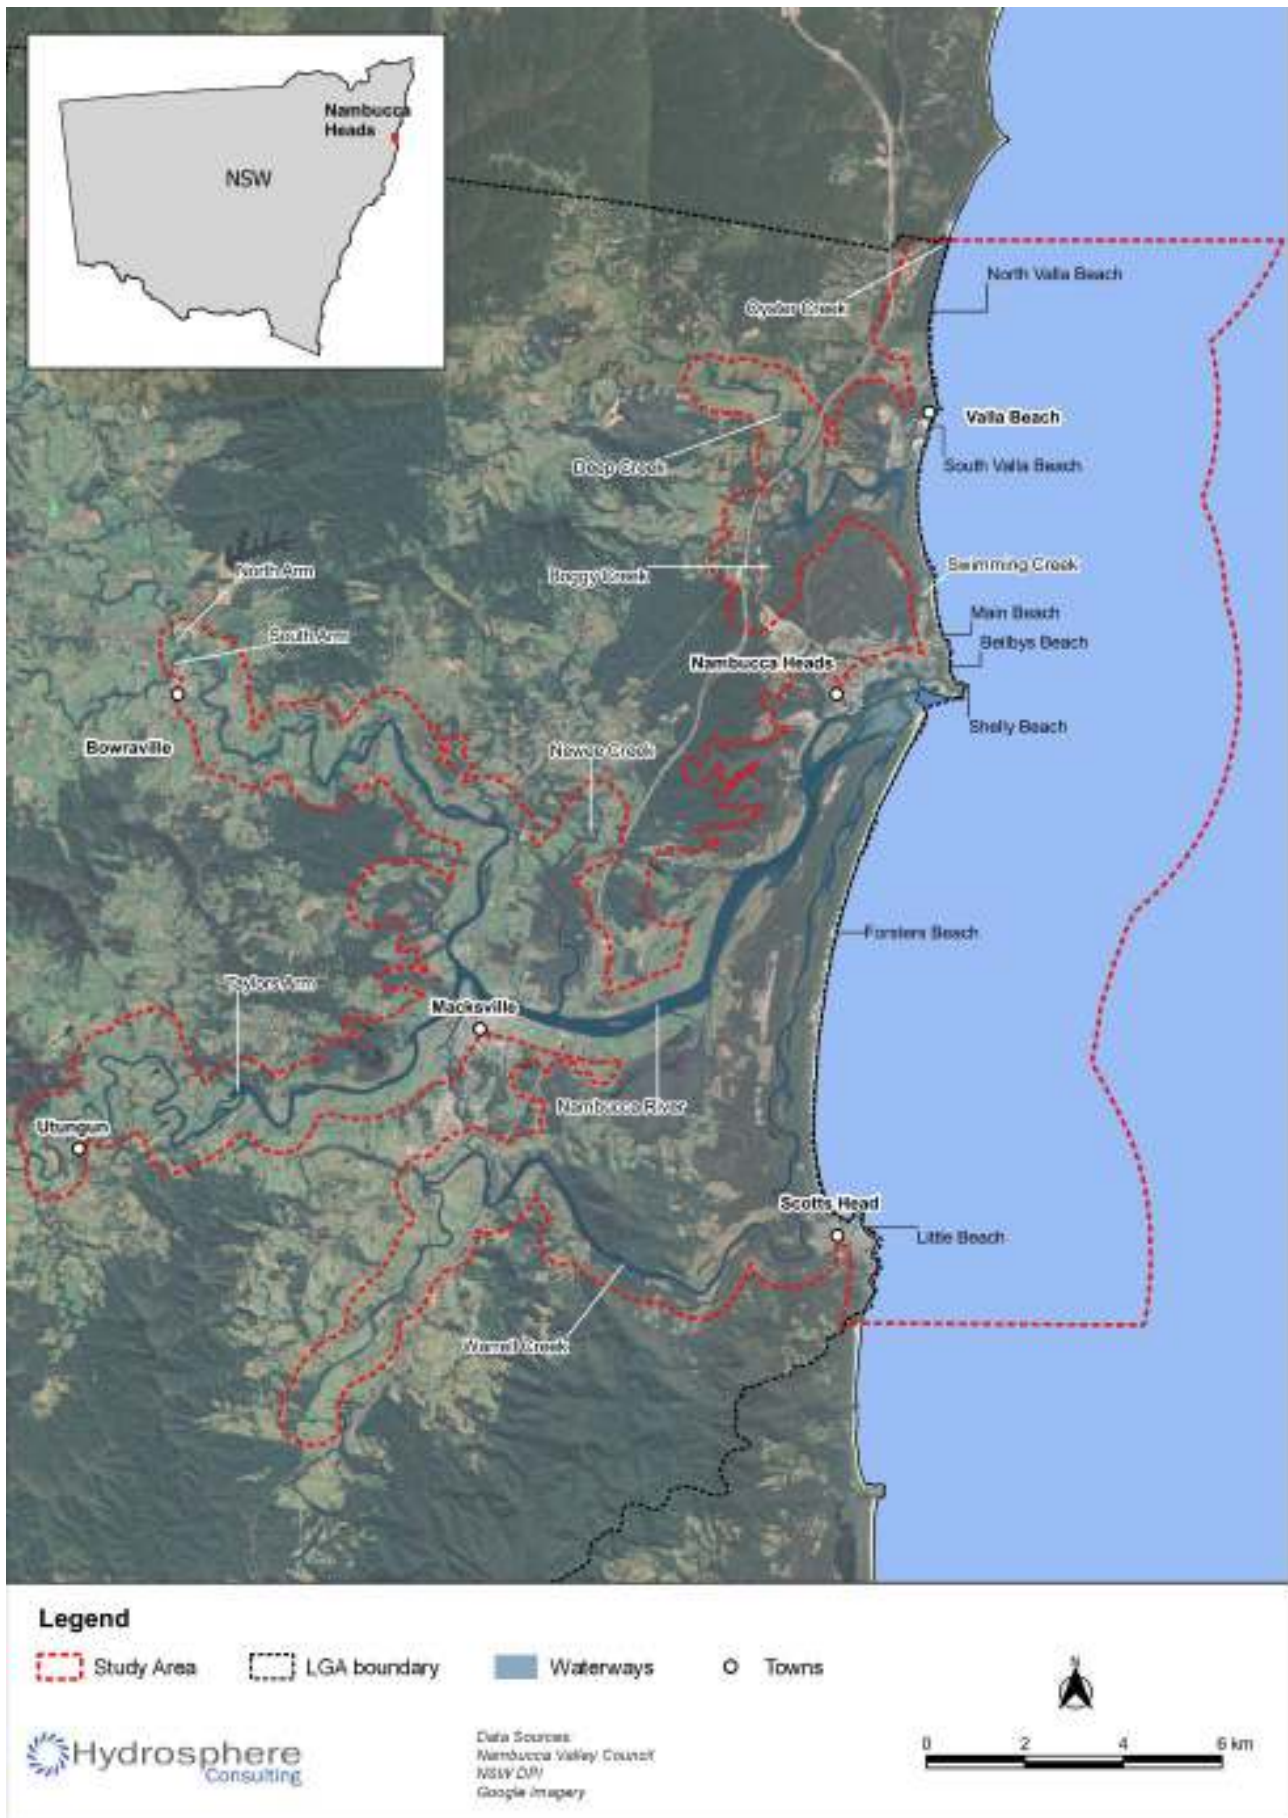 Nambucca
Heads
NSW
North Valla Beach
Oyster Creek
Valla Beach
Deep Creek
South Valla Beach
North Arm
Boggy Creek
Swimming Creek
Main Beach
South Arm
Beilbys Beach
Nambucca Heads
Shelly Beach
Bowraville
Newee Creek
Forsters Beach
Taylors Arm
Macksville
Nambucca River
Utungun
Scotts Head
Little Beach
Warrell Creek
Legend
Study Area
LGA boundary
Waterways
Towns
N
Hydrosphere
Consulting
Data Sources
Nambucca Valley Council
NSW DPI
Google Imagery
0 2 4 6 km